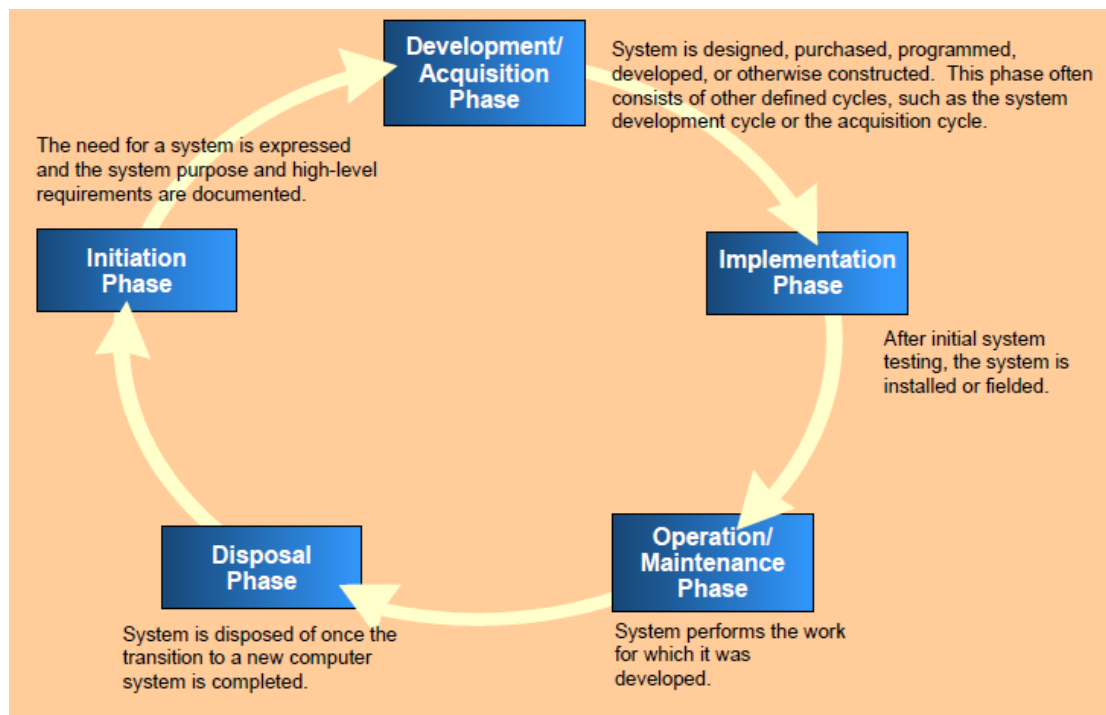 Development/
Acquisition
Phase
System is designed, purchased, programmed,
developed, or otherwise constructed.  This phase often
consists of other defined cycles, such as the system
development cycle or the acquisition cycle.
The need for a system is expressed
and the system purpose and high-level
requirements are documented.
Initiation
Phase
Implementation
Phase
After initial system
testing, the system is
installed or fielded.
Operation/
Maintenance
Phase
System performs the work
for which it was
developed.
Disposal
Phase
System is disposed of once the
transition to a new computer
system is completed.